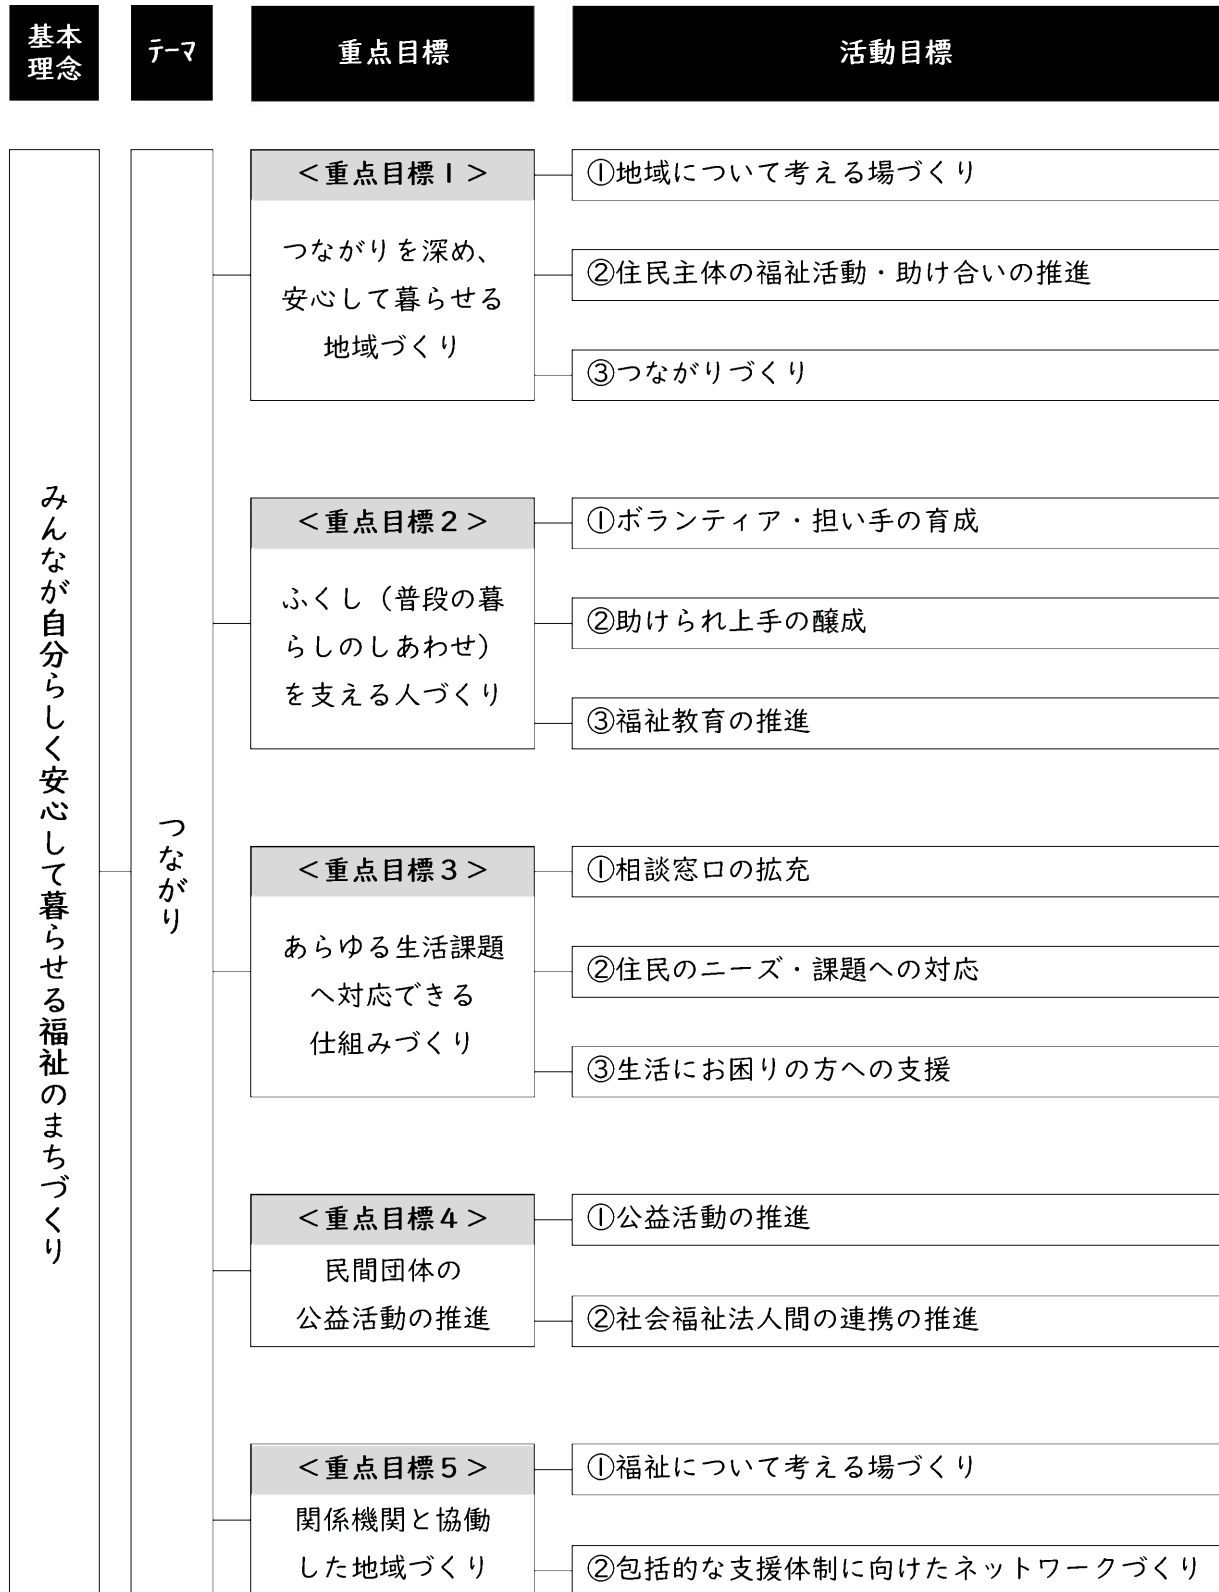 基本
理念
テーマ
重点目標
活動目標
みんなが自分らしく安心して暮らせる福祉のまちづくり
つながり
＜重点目標１＞
つながりを深め、
安心して暮らせる
地域づくり
①地域について考える場づくり
②住民主体の福祉活動・助け合いの推進
③つながりづくり
＜重点目標２＞
ふくし（普段の暮
らしのしあわせ）
を支える人づくり
①ボランティア・担い手の育成
②助けられ上手の醸成
③福祉教育の推進
＜重点目標３＞
あらゆる生活課題
へ対応できる
仕組みづくり
①相談窓口の拡充
②住民のニーズ・課題への対応
③生活にお困りの方への支援
＜重点目標４＞
民間団体の
公益活動の推進
①公益活動の推進
②社会福祉法人間の連携の推進
＜重点目標５＞
関係機関と協働
した地域づくり
①福祉について考える場づくり
②包括的な支援体制に向けたネットワークづくり